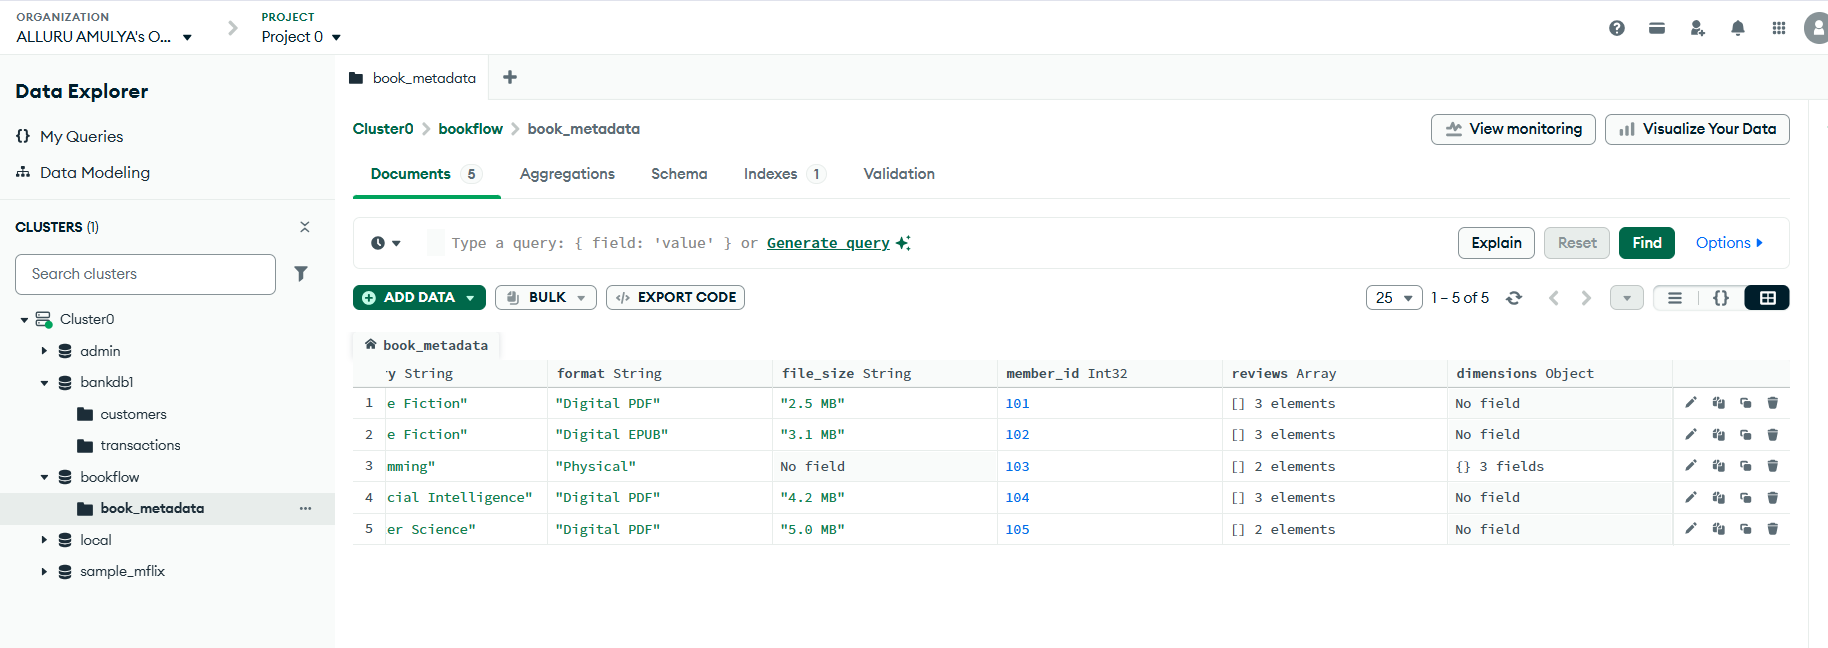 ORGANIZATION
ALLURU AMULYA's O...
PROJECT
Project 0
Data Explorer
My Queries
Data Modeling
CLUSTERS (1)
Search clusters
Cluster0
admin
bankdb1
customers
transactions
bookflow
book_metadata
local
sample_mflix
book_metadata
Cluster0 > bookflow > book_metadata
View monitoring
Visualize Your Data
Documents 5 Aggregations Schema Indexes 1 Validation
Type a query: { field: 'value' } or Generate query
Explain Reset Find Options
ADD DATA BULK EXPORT CODE
25 1 – 5 of 5
book_metadata
y String format String file_size String member_id Int32 reviews Array dimensions Object
1 e Fiction" "Digital PDF" "2.5 MB" 101 [] 3 elements No field
2 e Fiction" "Digital EPUB" "3.1 MB" 102 [] 3 elements No field
3 mming" "Physical" No field 103 [] 2 elements {} 3 fields
4 cial Intelligence" "Digital PDF" "4.2 MB" 104 [] 3 elements No field
5 er Science" "Digital PDF" "5.0 MB" 105 [] 2 elements No field